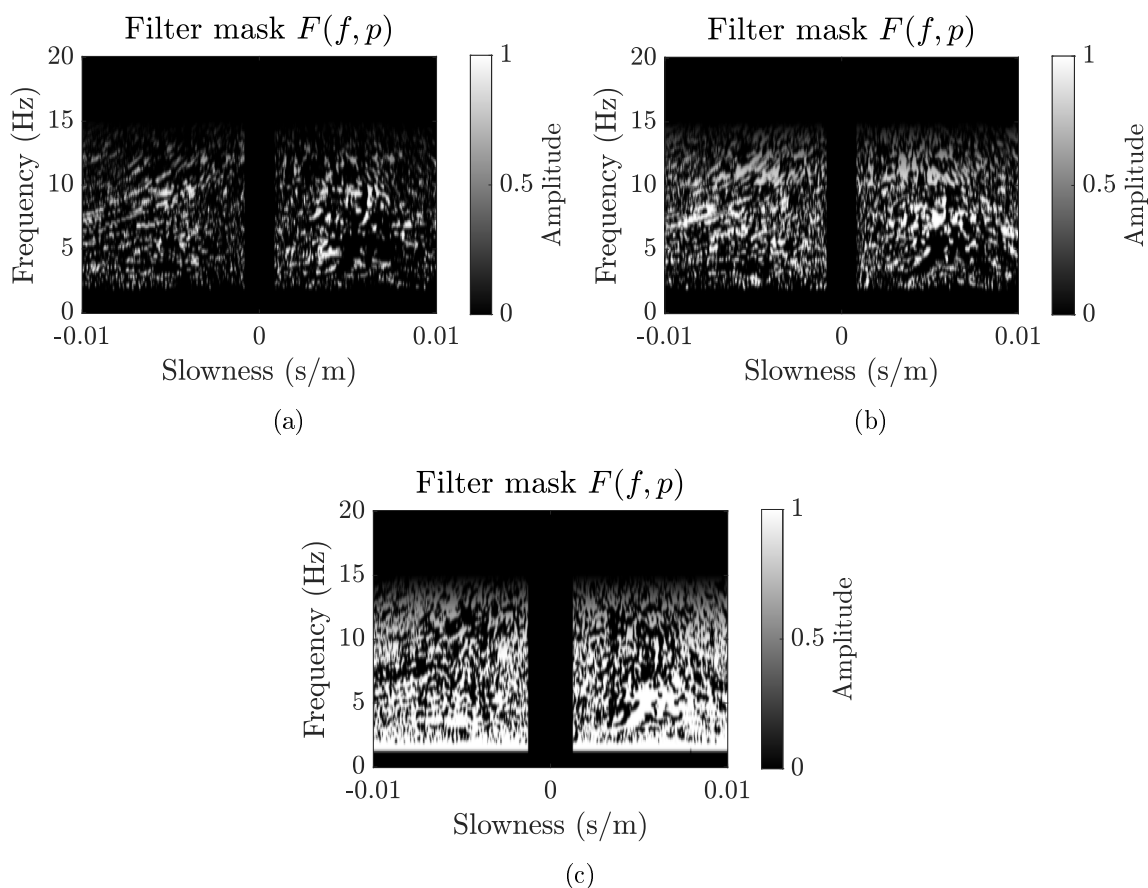 Filter mask F(f, p)
20
15
10
5
0
Frequency (Hz)
-0.01 0 0.01
Slowness (s/m)
1
0.5
0
Amplitude
(a)
Filter mask F(f, p)
20
15
10
5
0
Frequency (Hz)
-0.01 0 0.01
Slowness (s/m)
1
0.5
0
Amplitude
(b)
Filter mask F(f, p)
20
15
10
5
0
Frequency (Hz)
-0.01 0 0.01
Slowness (s/m)
1
0.5
0
Amplitude
(c)